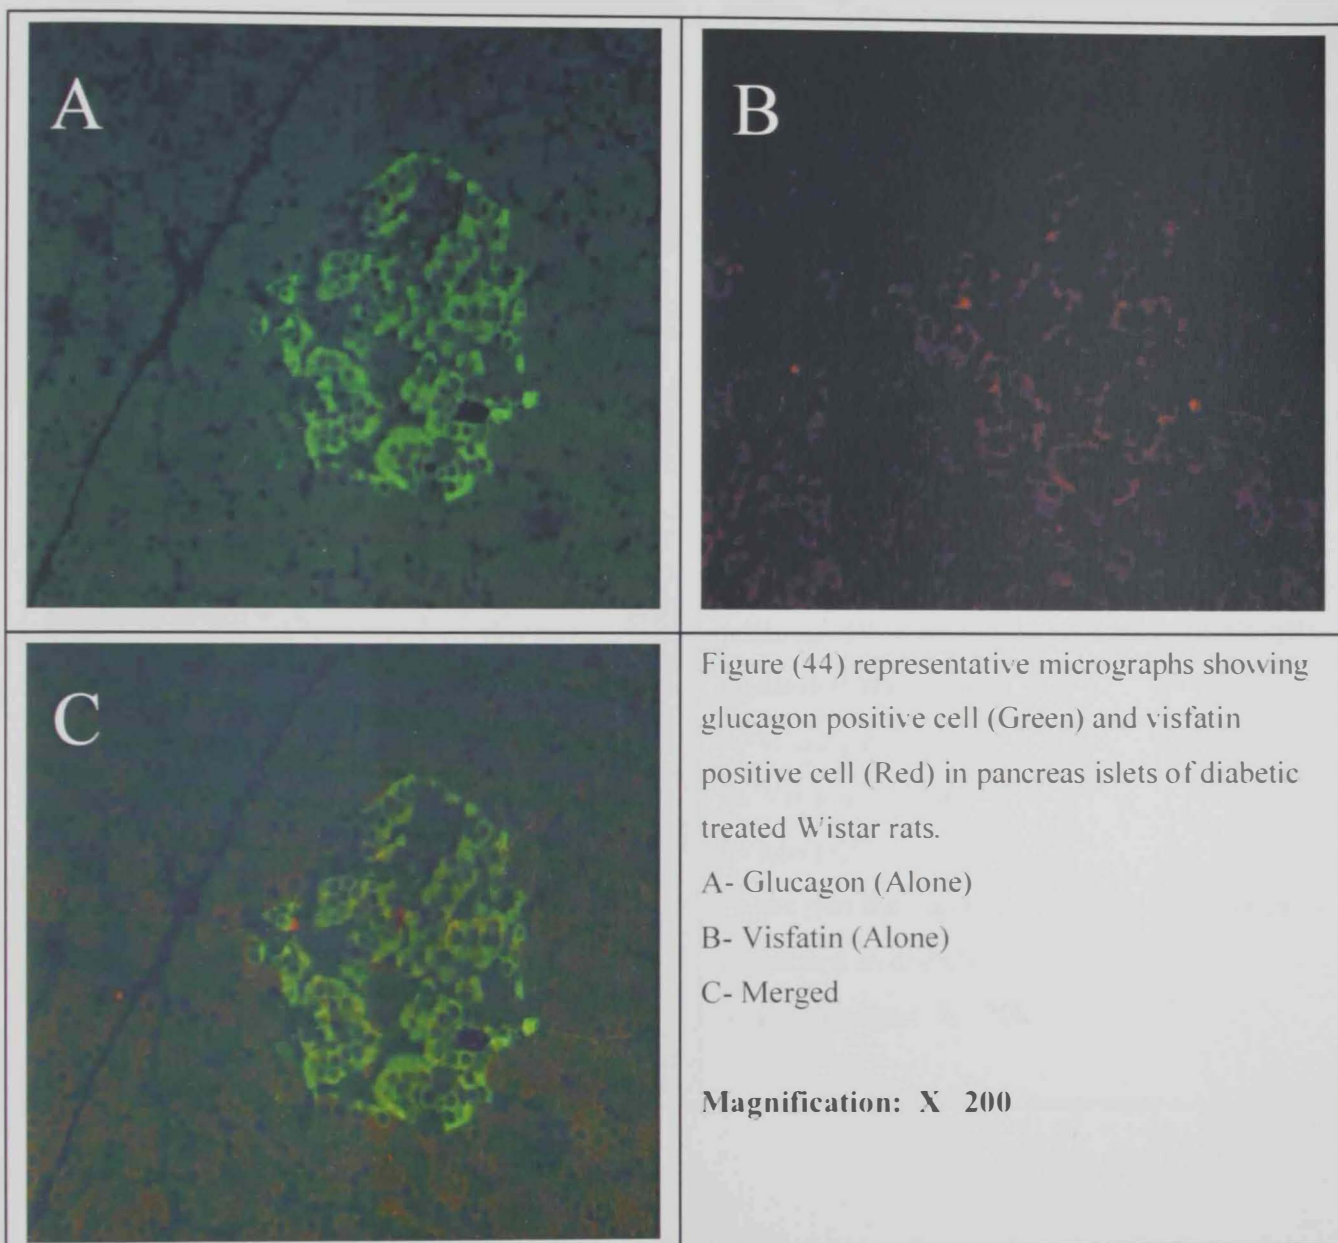 A
B
C
Figure (44) representative micrographs showing
glucagon positive cell (Green) and visfatin
positive cell (Red) in pancreas islets of diabetic
treated Wistar rats.
A- Glucagon (Alone)
B- Visfatin (Alone)
C- Merged
Magnification: X 200